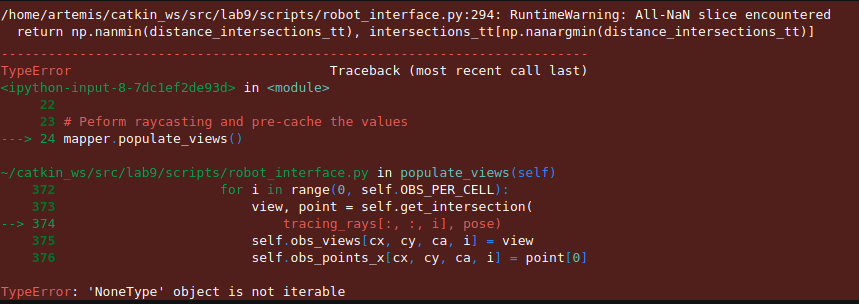 /home/artemis/catkin_ws/src/lab9/scripts/robot_interface.py:294: RuntimeWarning: All-NaN slice encountered
  return np.nanmin(distance_intersections_tt), intersections_tt[np.nanargmin(distance_intersections_tt)]
---------------------------------------------------------------------------
TypeError                                 Traceback (most recent call last)
<ipython-input-8-7dc1ef2de93d> in <module>
     22 
     23 # Peform raycasting and pre-cache the values
---> 24 mapper.populate_views()

~/catkin_ws/src/lab9/scripts/robot_interface.py in populate_views(self)
    372                     for i in range(0, self.OBS_PER_CELL):
    373                         view, point = self.get_intersection(
--> 374                             tracing_rays[:, :, i], pose)
    375                         self.obs_views[cx, cy, ca, i] = view
    376                         self.obs_points_x[cx, cy, ca, i] = point[0]

TypeError: 'NoneType' object is not iterable